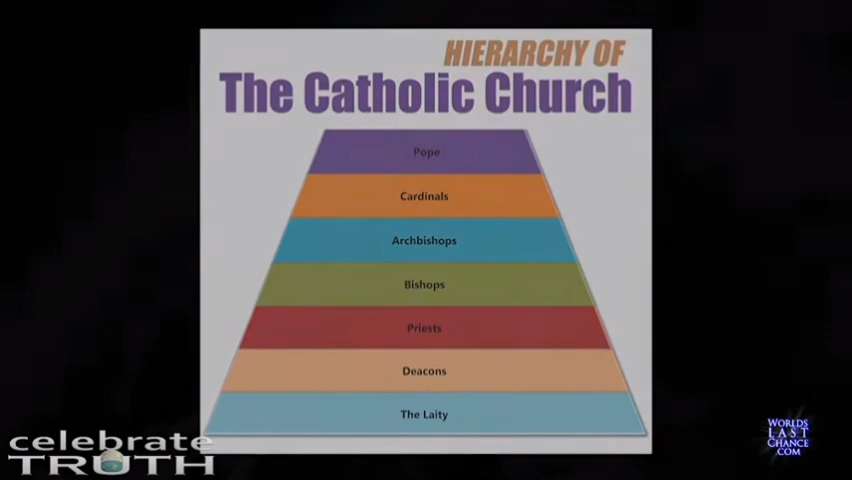 HIERARCHY OF
The Catholic Church
Pope
Cardinals
Archbishops
Bishops
Priests
Deacons
The Laity
celebrate
TRUTH
WORLDS
LAST
CHANCE
.COM